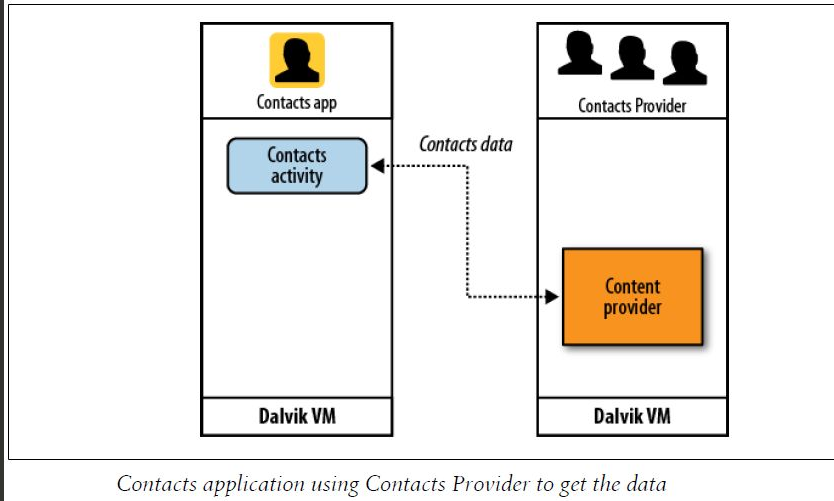 Contacts app
Contacts Provider
Contacts data
Contacts
activity
Content
provider
Dalvik VM
Dalvik VM
Contacts application using Contacts Provider to get the data